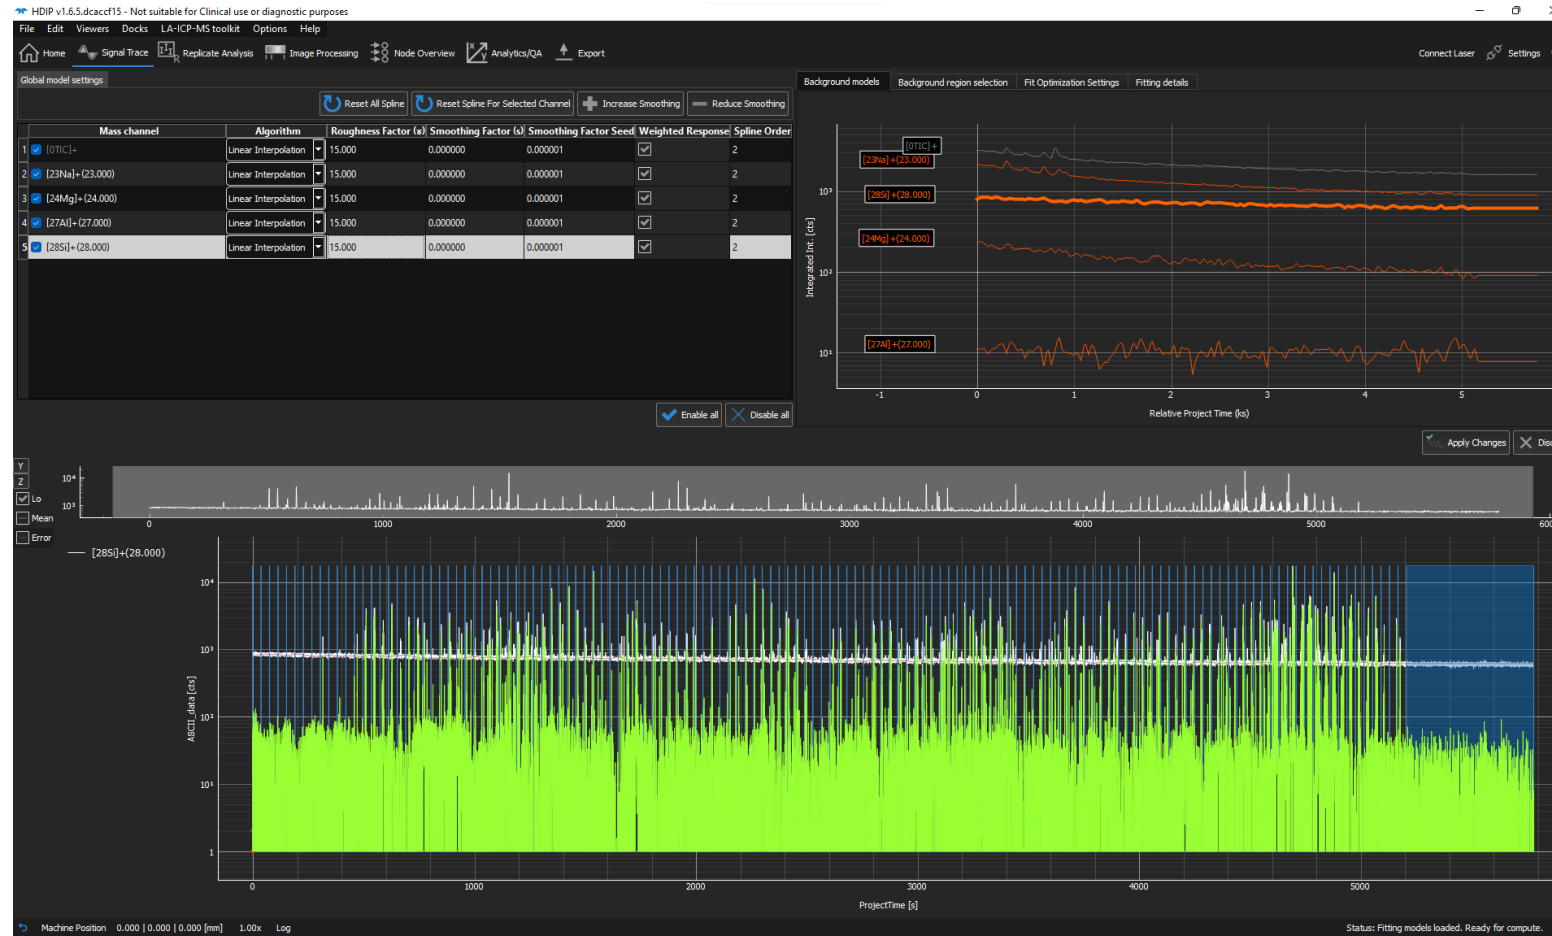 HDIP v1.6.5.dcaccf15 - Not suitable for Clinical use or diagnostic purposes
File Edit Viewers Docks LA-ICP-MS toolkit Options Help
Home Signal Trace Replicate Analysis Image Processing Node Overview Analytics/QA Export Connect Laser Settings
Global model settings
Reset All Spline Reset Spline For Selected Channel Increase Smoothing Reduce Smoothing
Mass channel Algorithm Roughness Factor (s) Smoothing Factor (s) Smoothing Factor Seed Weighted Response Spline Order
1 [0TIC]+ Linear Interpolation 15.000 0.000000 0.000001 2
2 [23Na]+(23.000) Linear Interpolation 15.000 0.000000 0.000001 2
3 [24Mg]+(24.000) Linear Interpolation 15.000 0.000000 0.000001 2
4 [27Al]+(27.000) Linear Interpolation 15.000 0.000000 0.000001 2
5 [28Si]+(28.000) Linear Interpolation 15.000 0.000000 0.000001 2
Enable all Disable all
Background models Background region selection Fit Optimization Settings Fitting details
[0TIC]+
[23Na]+(23.000)
[28Si]+(28.000)
[24Mg]+(24.000)
[27Al]+(27.000)
Integrated Int. [cts]
10³
10²
10¹
-1 0 1 2 3 4 5
Relative Project Time (ks)
Apply Changes Disc
Y
Z
Lo
Mean
Error
10⁴
10³
0 1000 2000 3000 4000 5000 600
[28Si]+(28.000)
ASCII_data [cts]
10⁴
10³
10²
10¹
1
0 1000 2000 3000 4000 5000
ProjectTime [s]
Machine Position 0.000 | 0.000 | 0.000 [mm] 1.00x Log Status: Fitting models loaded. Ready for compute.